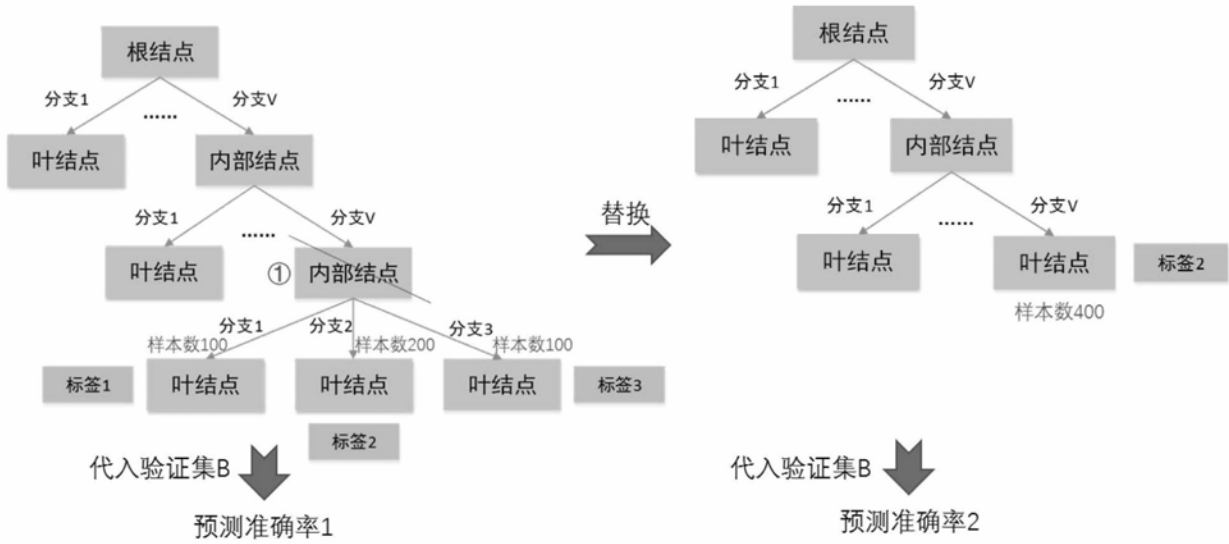 根结点
分支1
......
分支V
叶结点
内部结点
分支1
......
分支V
叶结点
①
内部结点
分支1
分支2
分支3
样本数100
样本数200
样本数100
标签1
叶结点
叶结点
叶结点
标签3
标签2
代入验证集B
预测准确率1
替换
根结点
分支1
......
分支V
叶结点
内部结点
分支1
......
分支V
叶结点
叶结点
标签2
样本数400
代入验证集B
预测准确率2